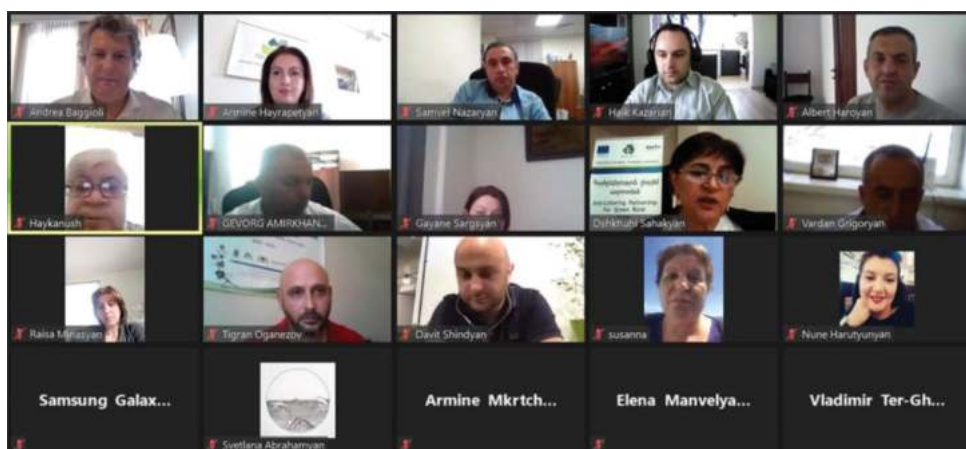 Andrea Baggioli
Armine Hayrapetyan
Samvel Nazaryan
Haik Kazarian
Albert Haroyan
Haykanush
GEVORG AMIRKHAN...
Gayane Sargsyan
Dshkhuhi Sahakyan
Vardan Grigoryan
Raisa Minasyan
Tigran Oganezov
Davit Shindyan
susanna
Nune Harutyunyan
Samsung Galax...
Svetlana Abrahamyan
Armine Mkrtch...
Elena Manvelya...
Vladimir Ter-Gh...